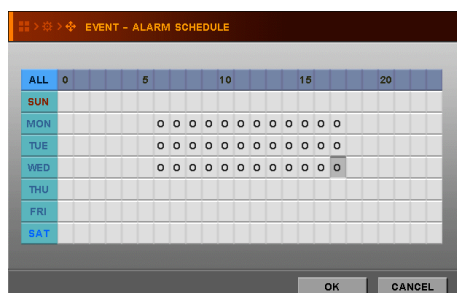 EVENT - ALARM SCHEDULE
ALL 0 5 10 15 20
SUN
MON O O O O O O O O O O O O
TUE O O O O O O O O O O O O
WED O O O O O O O O O O O O
THU
FRI
SAT
OK CANCEL